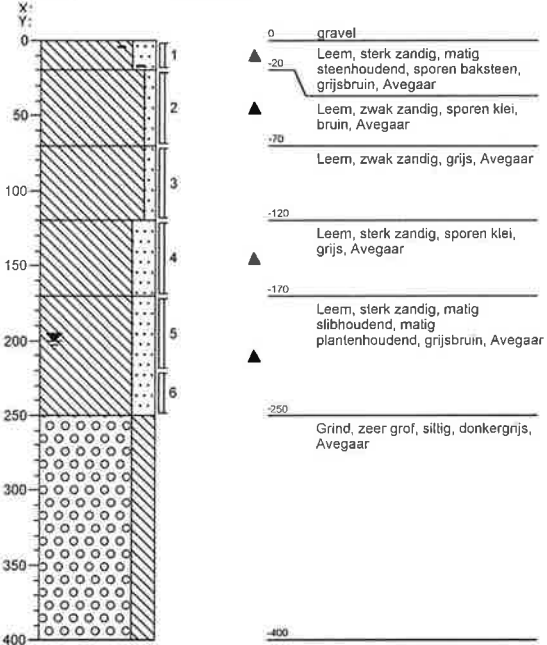 X:
Y:
0
50
100
150
200
250
300
350
400
1
2
3
4
5
6
0 gravel
Leem, sterk zandig, matig
steenhoudend, sporen baksteen,
grijsbruin, Avegaar
-20
Leem, zwak zandig, sporen klei,
bruin, Avegaar
-70
Leem, zwak zandig, grijs, Avegaar
-120
Leem, sterk zandig, sporen klei,
grijs, Avegaar
-170
Leem, sterk zandig, matig
slibhoudend, matig
plantenhoudend, grijsbruin, Avegaar
-250
Grind, zeer grof, siltig, donkergrijs,
Avegaar
-400